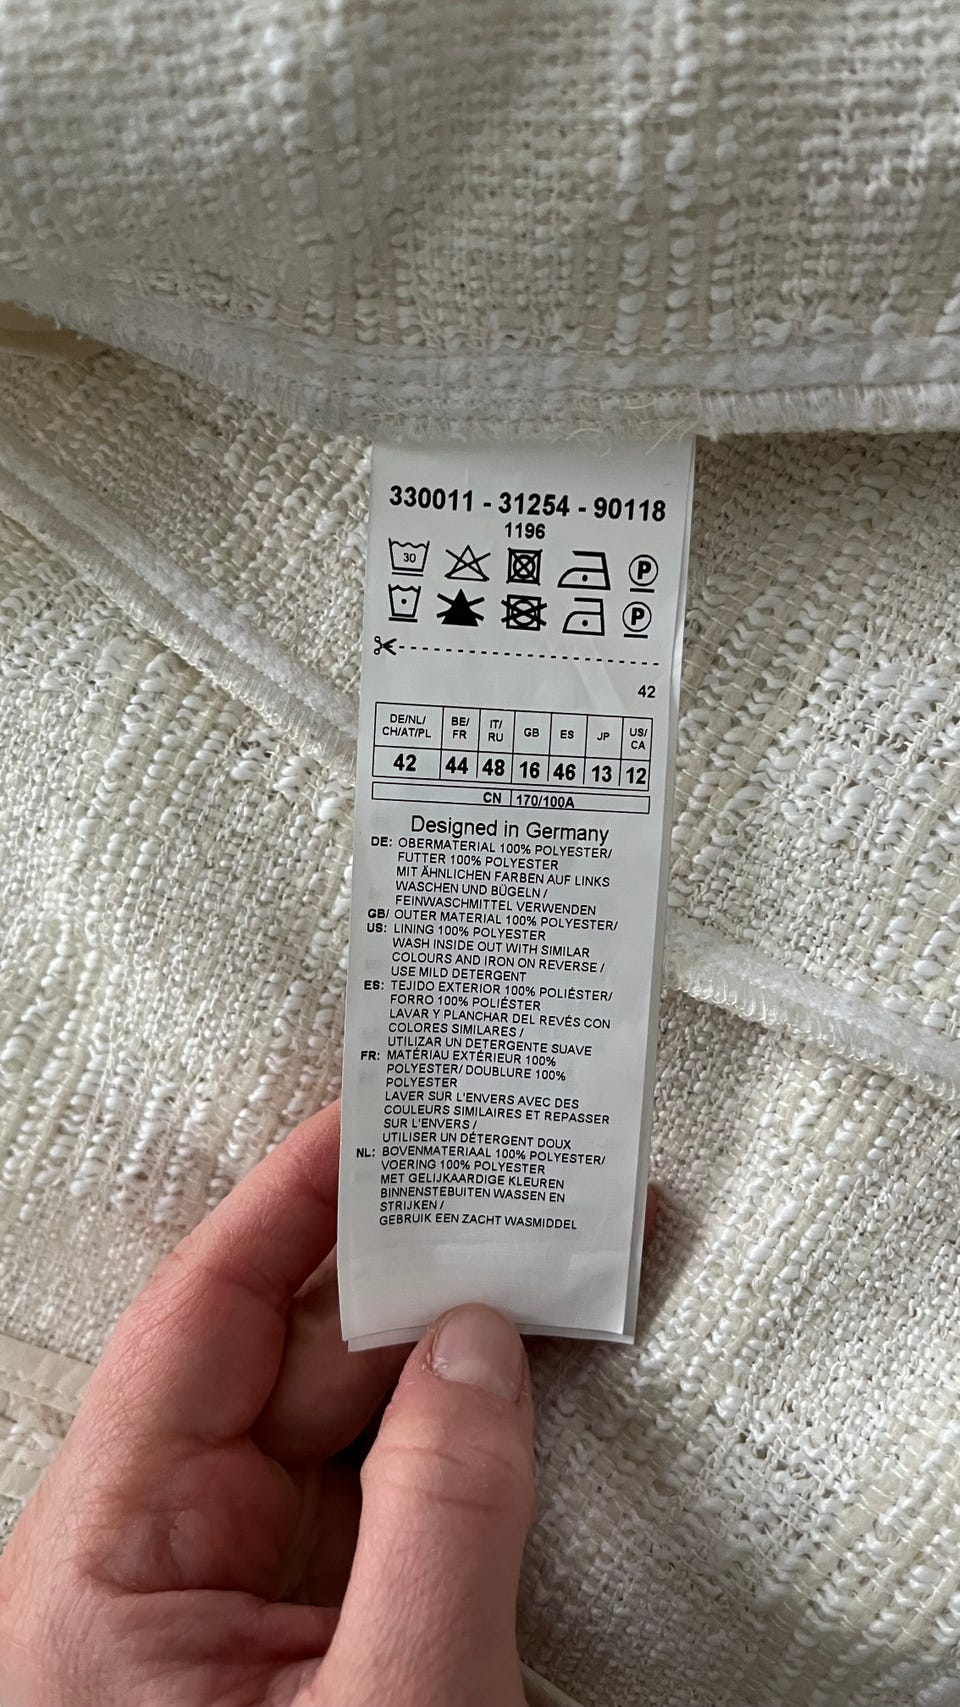 330011 - 31254 - 90118
1196
30
P
P
42
DE/NL/ CH/AT/PL BE/ FR IT/ RU GB ES JP US/ CA
42 44 48 16 46 13 12
CN 170/100A
Designed in Germany
DE: OBERMATERIAL 100% POLYESTER/
FUTTER 100% POLYESTER
MIT ÄHNLICHEN FARBEN AUF LINKS
WASCHEN UND BÜGELN /
FEINWASCHMITTEL VERWENDEN
GB/ OUTER MATERIAL 100% POLYESTER/
US: LINING 100% POLYESTER
WASH INSIDE OUT WITH SIMILAR
COLOURS AND IRON ON REVERSE /
USE MILD DETERGENT
ES: TEJIDO EXTERIOR 100% POLIÉSTER/
FORRO 100% POLIÉSTER
LAVAR Y PLANCHAR DEL REVÉS CON
COLORES SIMILARES /
UTILIZAR UN DETERGENTE SUAVE
FR: MATÉRIAU EXTÉRIEUR 100%
POLYESTER/ DOUBLURE 100%
POLYESTER
LAVER SUR L'ENVERS AVEC DES
COULEURS SIMILAIRES ET REPASSER
SUR L'ENVERS /
UTILISER UN DÉTERGENT DOUX
NL: BOVENMATERIAAL 100% POLYESTER/
VOERING 100% POLYESTER
MET GELIJKAARDIGE KLEUREN
BINNENSTEBUITEN WASSEN EN
STRIJKEN /
GEBRUIK EEN ZACHT WASMIDDEL